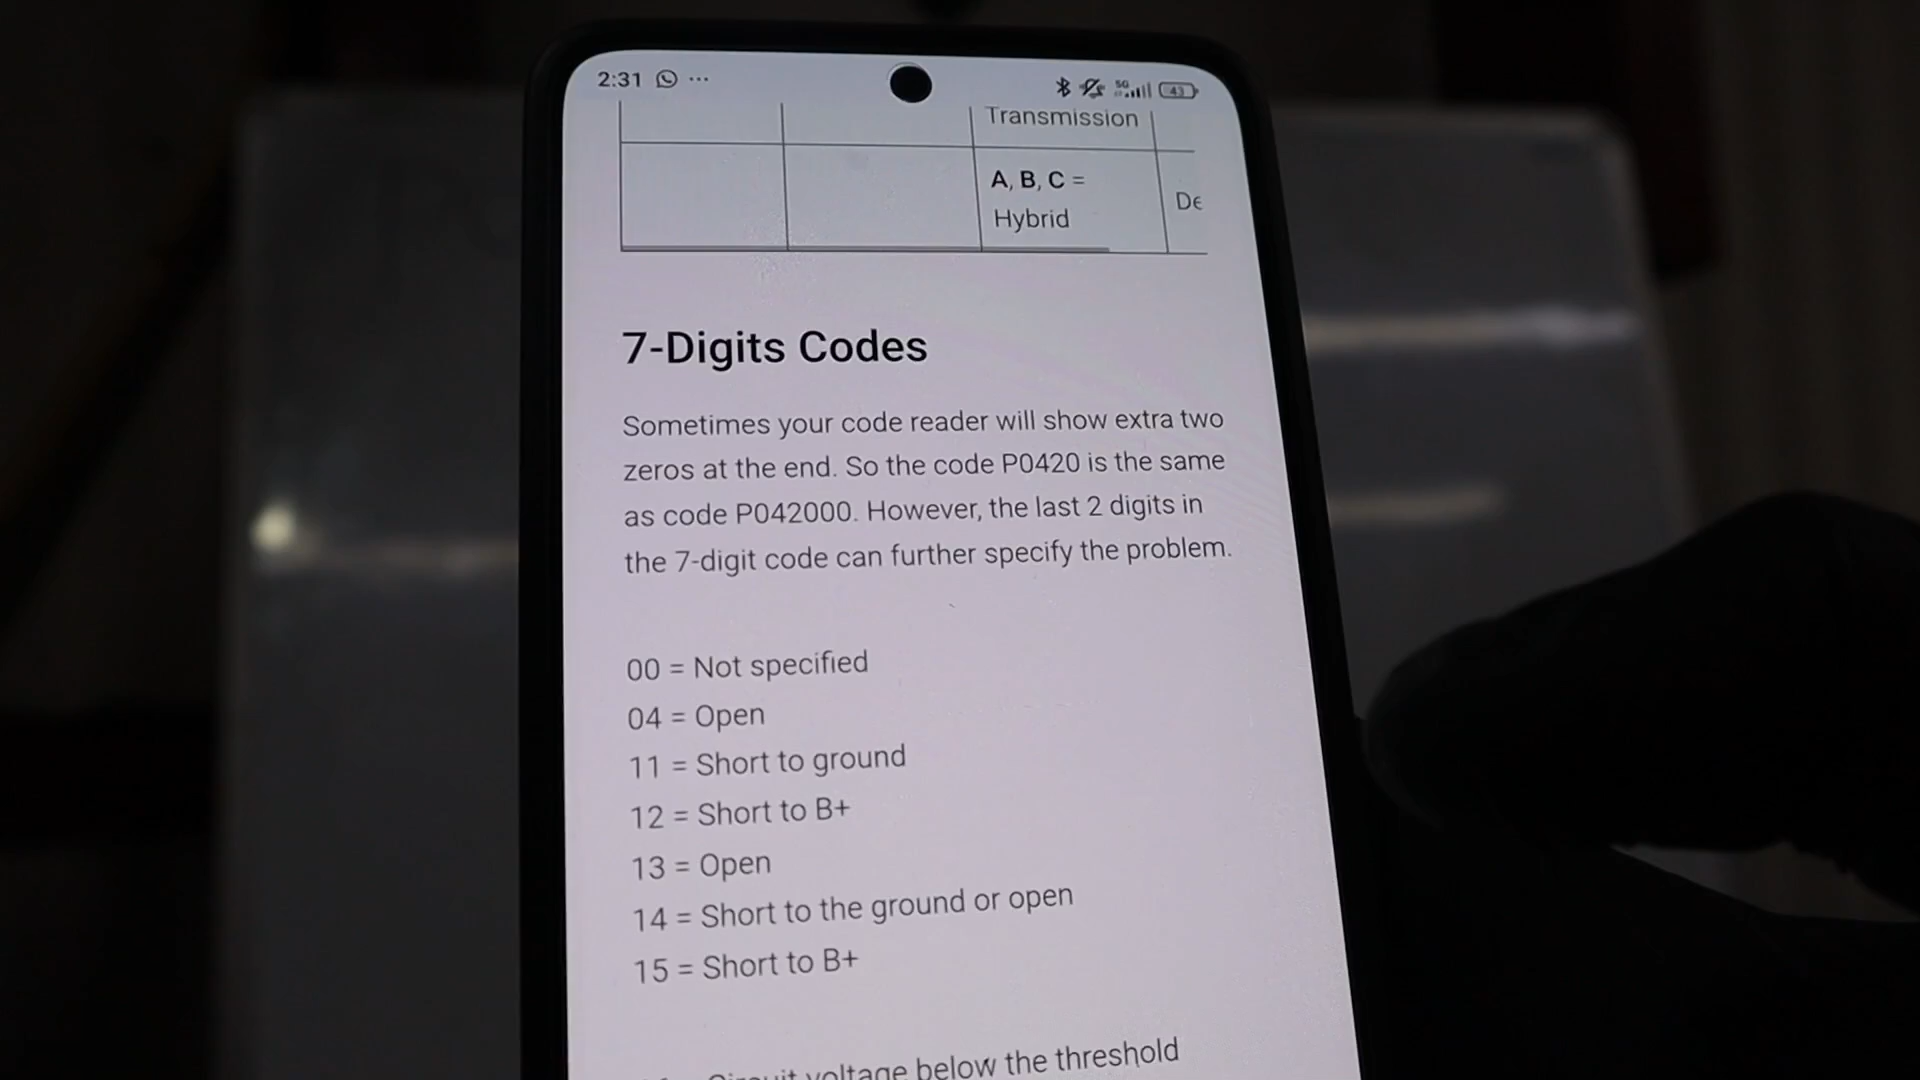 2:31
5G
43
Transmission
A, B, C =
Hybrid
De
7-Digits Codes
Sometimes your code reader will show extra two
zeros at the end. So the code P0420 is the same
as code P042000. However, the last 2 digits in
the 7-digit code can further specify the problem.
00 = Not specified
04 = Open
11 = Short to ground
12 = Short to B+
13 = Open
14 = Short to the ground or open
15 = Short to B+
Circuit voltage below the threshold